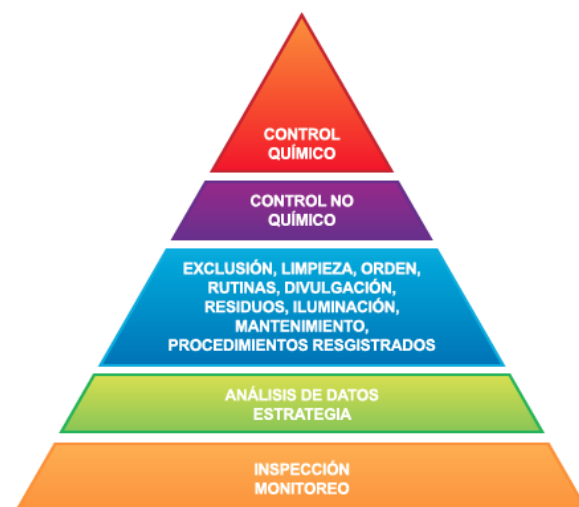 CONTROL
QUÍMICO
CONTROL NO
QUÍMICO
EXCLUSIÓN, LIMPIEZA, ORDEN,
RUTINAS, DIVULGACIÓN,
RESIDUOS, ILUMINACIÓN,
MANTENIMIENTO,
PROCEDIMIENTOS RESGISTRADOS
ANÁLISIS DE DATOS
ESTRATEGIA
INSPECCIÓN
MONITOREO